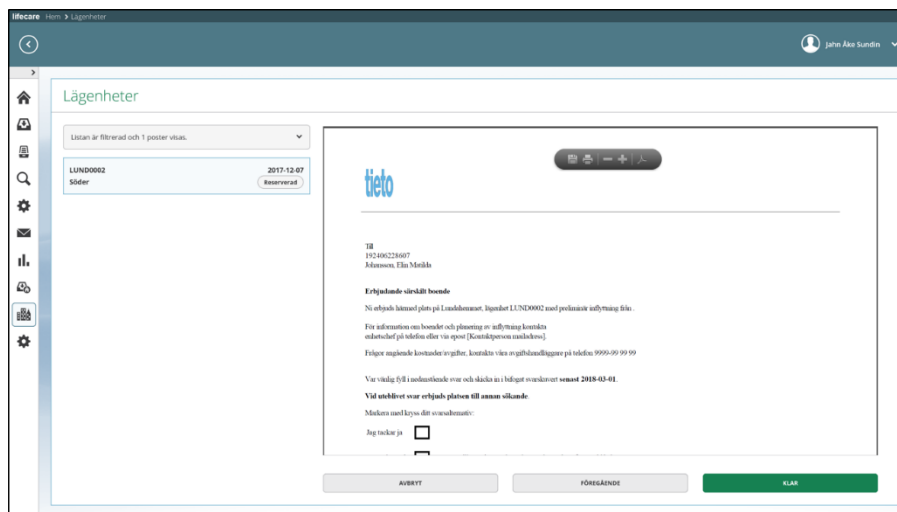 lifecare Hem > Lägenheter
Jahn Åke Sundin
Lägenheter
Listan är filtrerad och 1 poster visas.
LUND0002 2017-12-07
Söder Reserverad
tieto
Till
192406228607
Johansson, Elin Matilda
Erbjudande särskilt boende
Ni erbjuds härmed plats på Lundahemmet, lägenhet LUND0002 med preliminär inflyttning från .
För information om boendet och planering av inflyttning kontakta
enhetschef på telefon eller via epost [Kontaktperson mailadress].
Frågor angående kostnader/avgifter, kontakta våra avgiftshandläggare på telefon 9999-99 99 99
Var vänlig fyll i nedanstående svar och skicka in i bifogat svarskuvert senast 2018-03-01.
Vid uteblivet svar erbjuds platsen till annan sökande.
Markera med kryss ditt svarsalternativ:
Jag tackar ja
AVBRYT FÖREGÅENDE KLAR